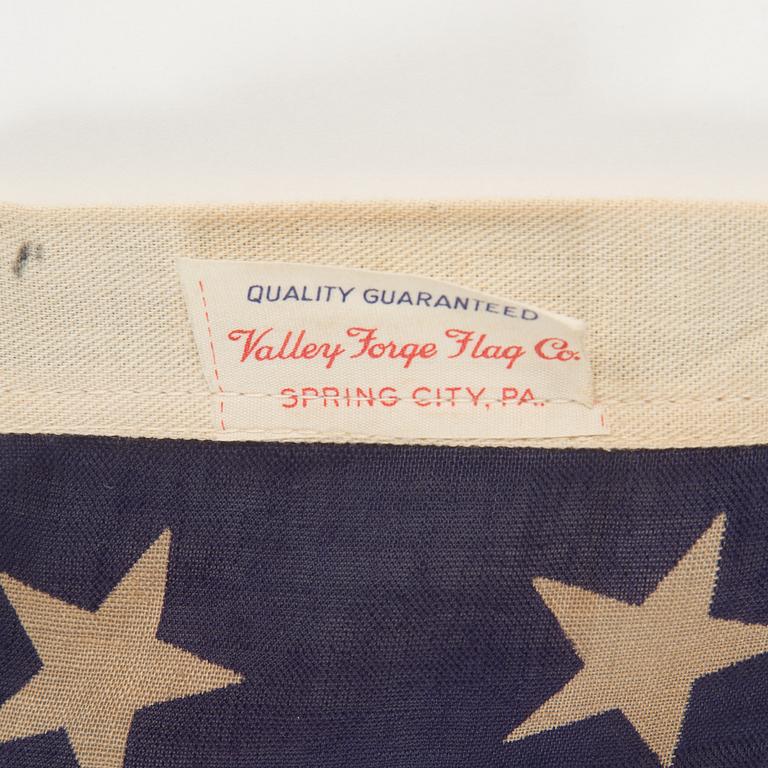 QUALITY GUARANTEED
Valley Forge Flag Co.
SPRING CITY, PA.